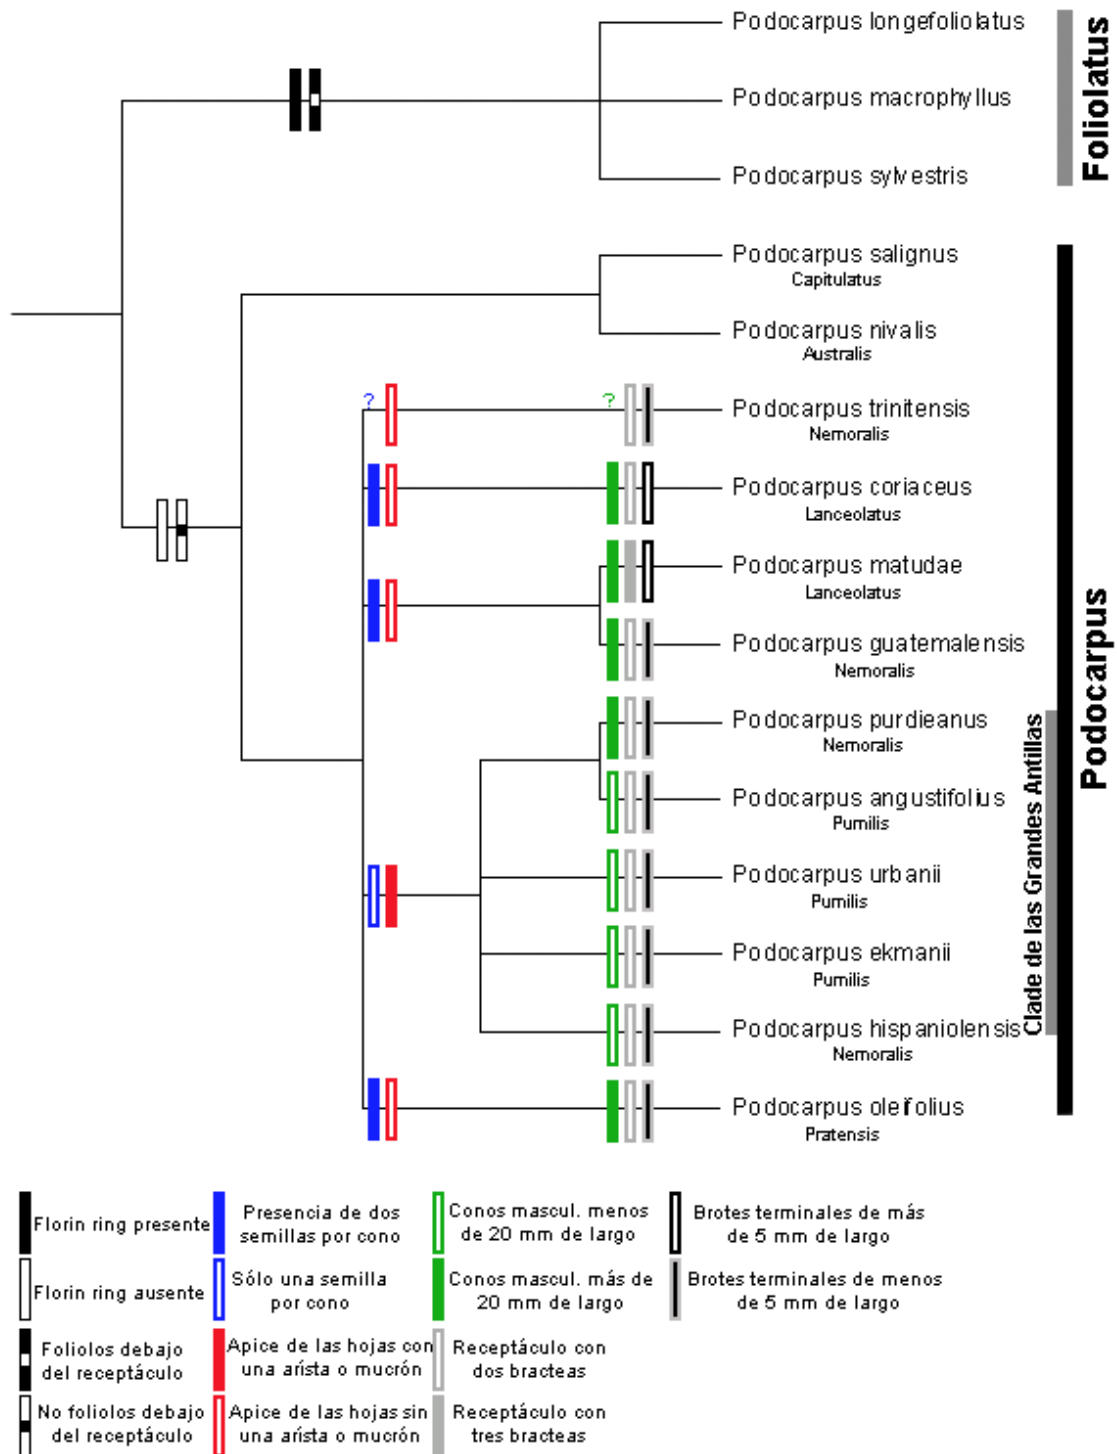 Podocarpus longefoliolatus
Podocarpus macrophyllus
Podocarpus sylvestris
Foliolatus
Podocarpus salignus
Capitulatus
Podocarpus nivalis
Australis
?
?
Podocarpus trinitensis
Nemoralis
Podocarpus coriaceus
Lanceolatus
Podocarpus matudae
Lanceolatus
Podocarpus guatemalensis
Nemoralis
Podocarpus purdieanus
Nemoralis
Podocarpus angustifolius
Pumilis
Podocarpus urbanii
Pumilis
Podocarpus ekmanii
Pumilis
Podocarpus hispaniolensis
Nemoralis
Podocarpus oleifolius
Pratensis
Clade de las Grandes Antillas
Podocarpus
Florin ring presente
Florin ring ausente
Foliolos debajo
del receptáculo
No foliolos debajo
del receptáculo
Presencia de dos
semillas por cono
Sólo una semilla
por cono
Apice de las hojas con
una arísta o mucrón
Apice de las hojas sin
una arísta o mucrón
Conos mascul. menos
de 20 mm de largo
Conos mascul. más de
20 mm de largo
Receptáculo con
dos bracteas
Receptáculo con
tres bracteas
Brotes terminales de más
de 5 mm de largo
Brotes terminales de menos
de 5 mm de largo